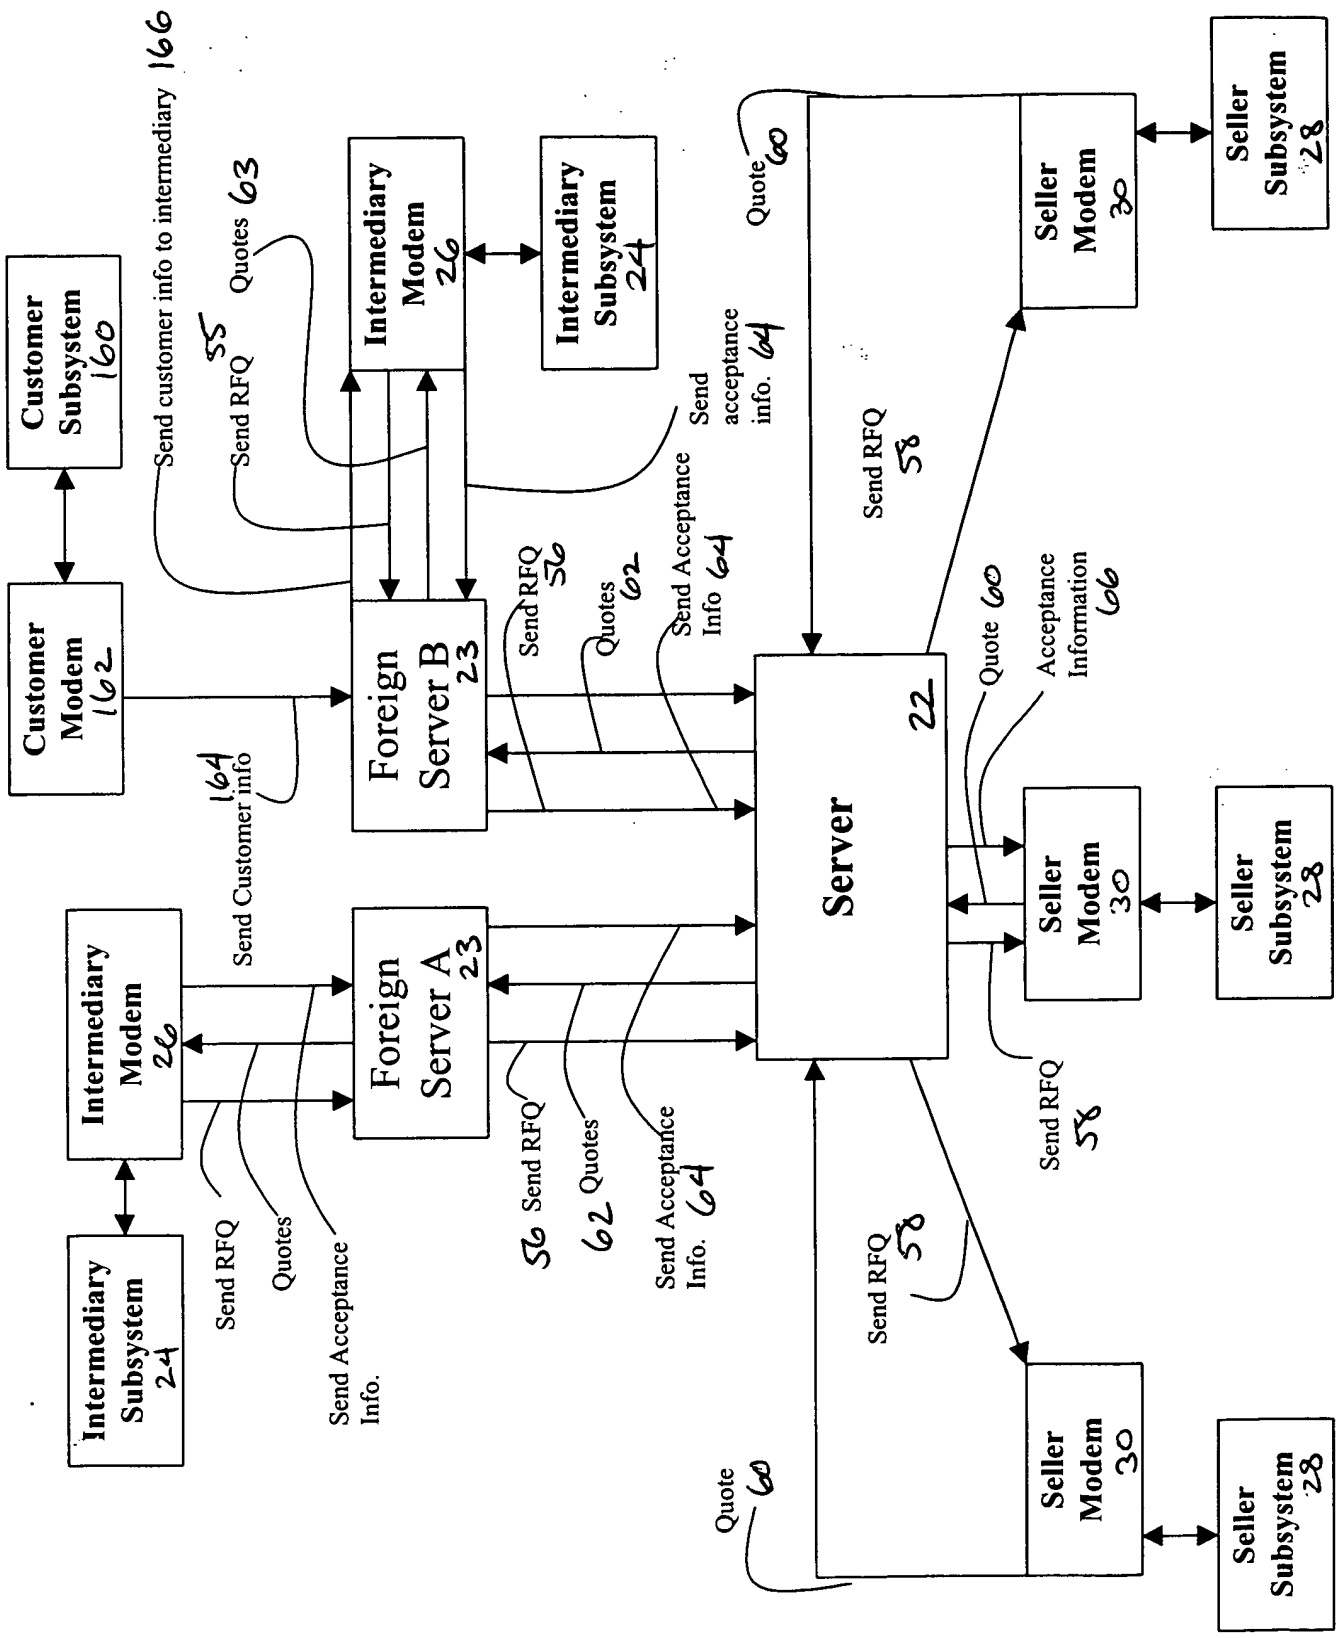 Customer
Modem
162
Customer
Subsystem
160
Intermediary
Subsystem
24
Intermediary
Modem
26
Send customer info to intermediary 166
Send RFQ
Quotes
Send Acceptance
Info.
164
Send Customer info
Send RFQ 55
Quotes 63
Foreign
Server A
23
Foreign
Server B
23
Intermediary
Modem
26
Intermediary
Subsystem
24
56 Send RFQ
62 Quotes
Send Acceptance
Info. 64
Send RFQ
56
Quotes
62
Send Acceptance
Info 64
Send
acceptance
info. 64
Quote
60
Server
22
Quote
60
Send RFQ
58
Send RFQ
58
Send RFQ
58
Quote 60
Acceptance
Information
66
Seller
Modem
30
Seller
Modem
30
Seller
Modem
30
Seller
Subsystem
28
Seller
Subsystem
28
Seller
Subsystem
28